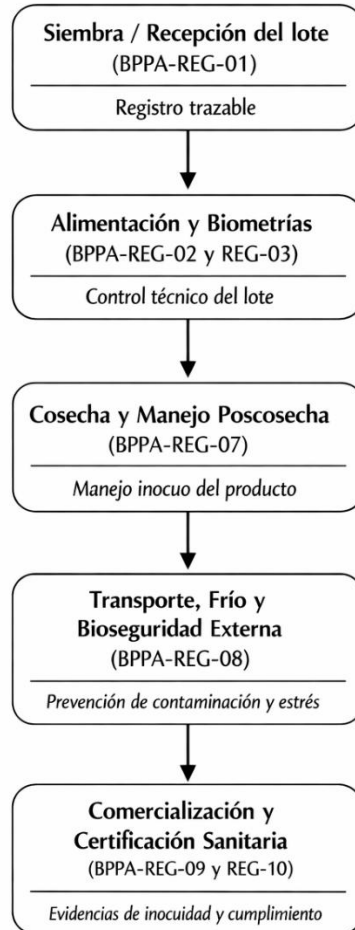 Siembra / Recepción del lote
(BPPA-REG-01)
Registro trazable
Alimentación y Biometrías
(BPPA-REG-02 y REG-03)
Control técnico del lote
Cosecha y Manejo Poscosecha
(BPPA-REG-07)
Manejo inocuo del producto
Transporte, Frío y
Bioseguridad Externa
(BPPA-REG-08)
Prevención de contaminación y estrés
Comercialización y
Certificación Sanitaria
(BPPA-REG-09 y REG-10)
Evidencias de inocuidad y cumplimiento